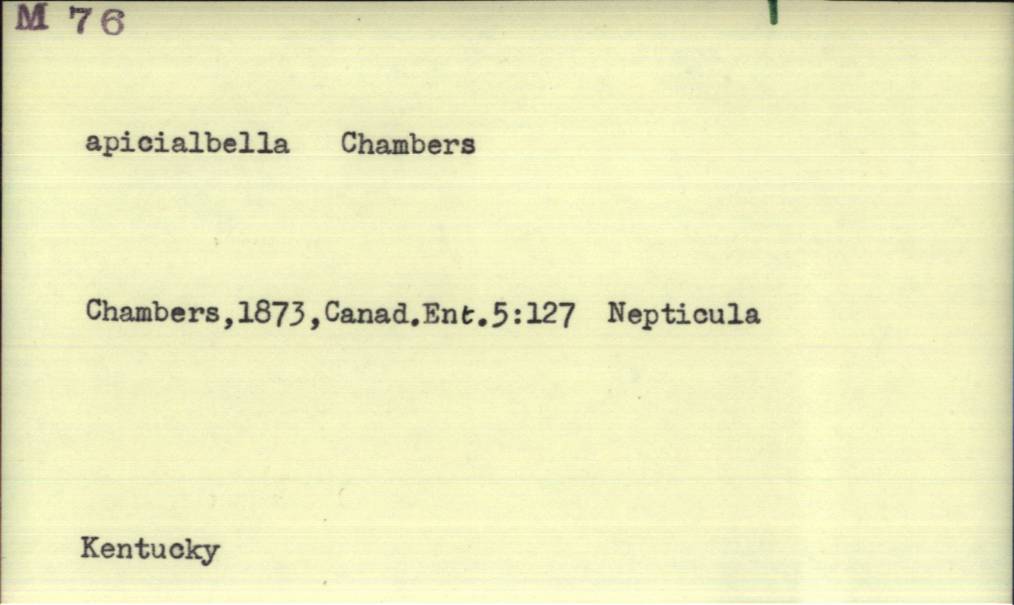 M 76
apicialbella Chambers
Chambers,1873,Canad.Ent.5:127 Nepticula
Kentucky